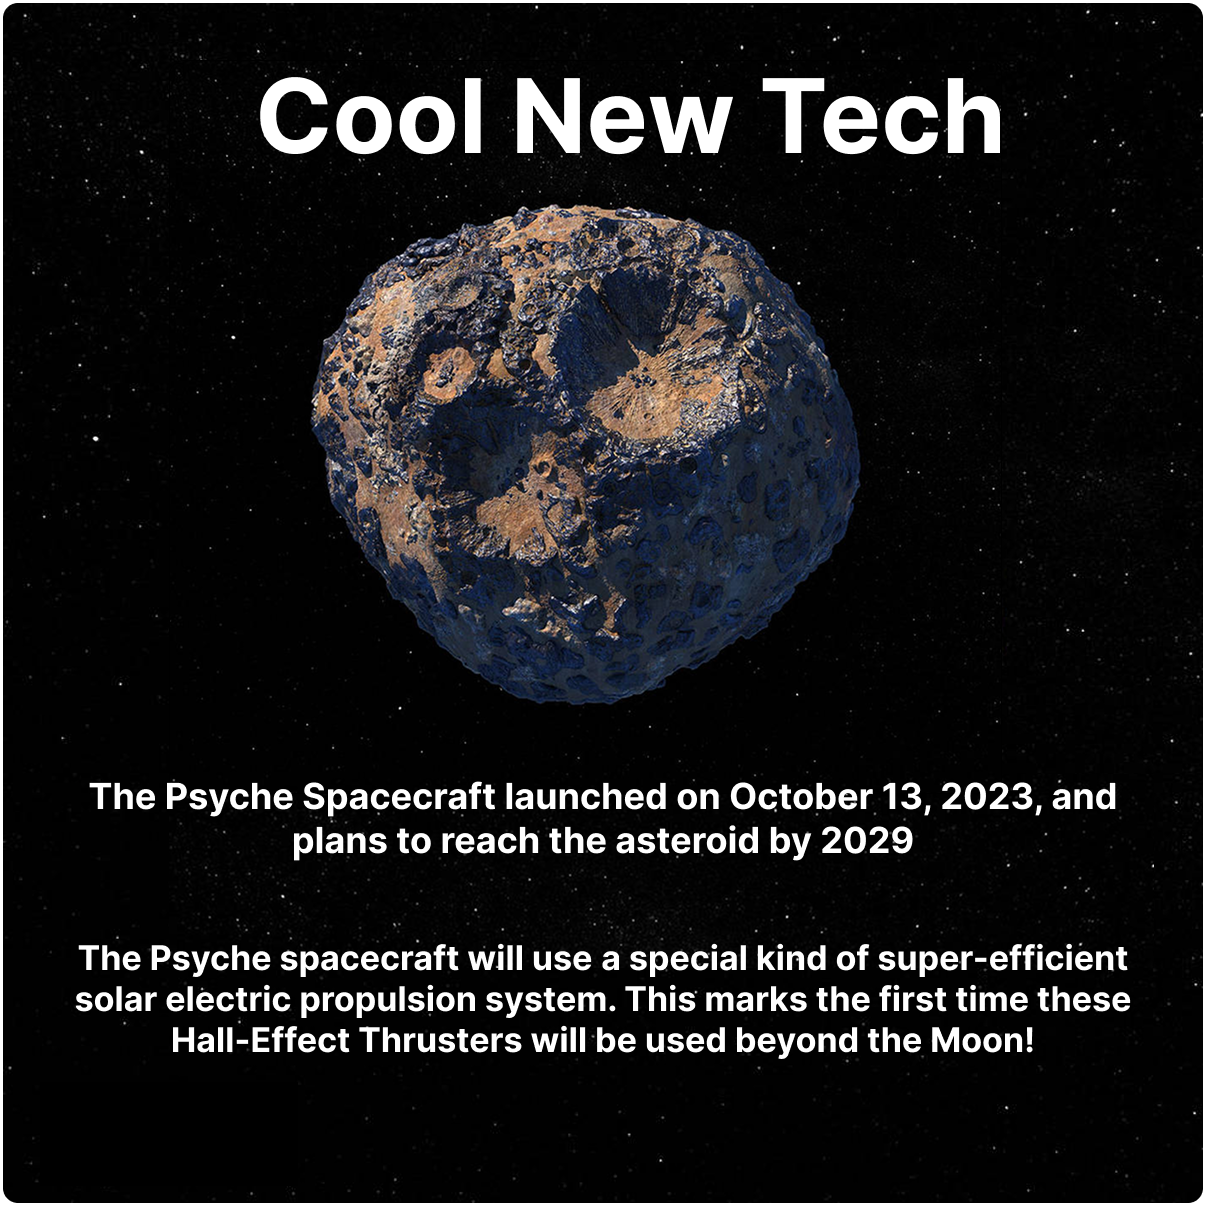 Cool New Tech
The Psyche Spacecraft launched on October 13, 2023, and
plans to reach the asteroid by 2029
The Psyche spacecraft will use a special kind of super-efficient
solar electric propulsion system. This marks the first time these
Hall-Effect Thrusters will be used beyond the Moon!